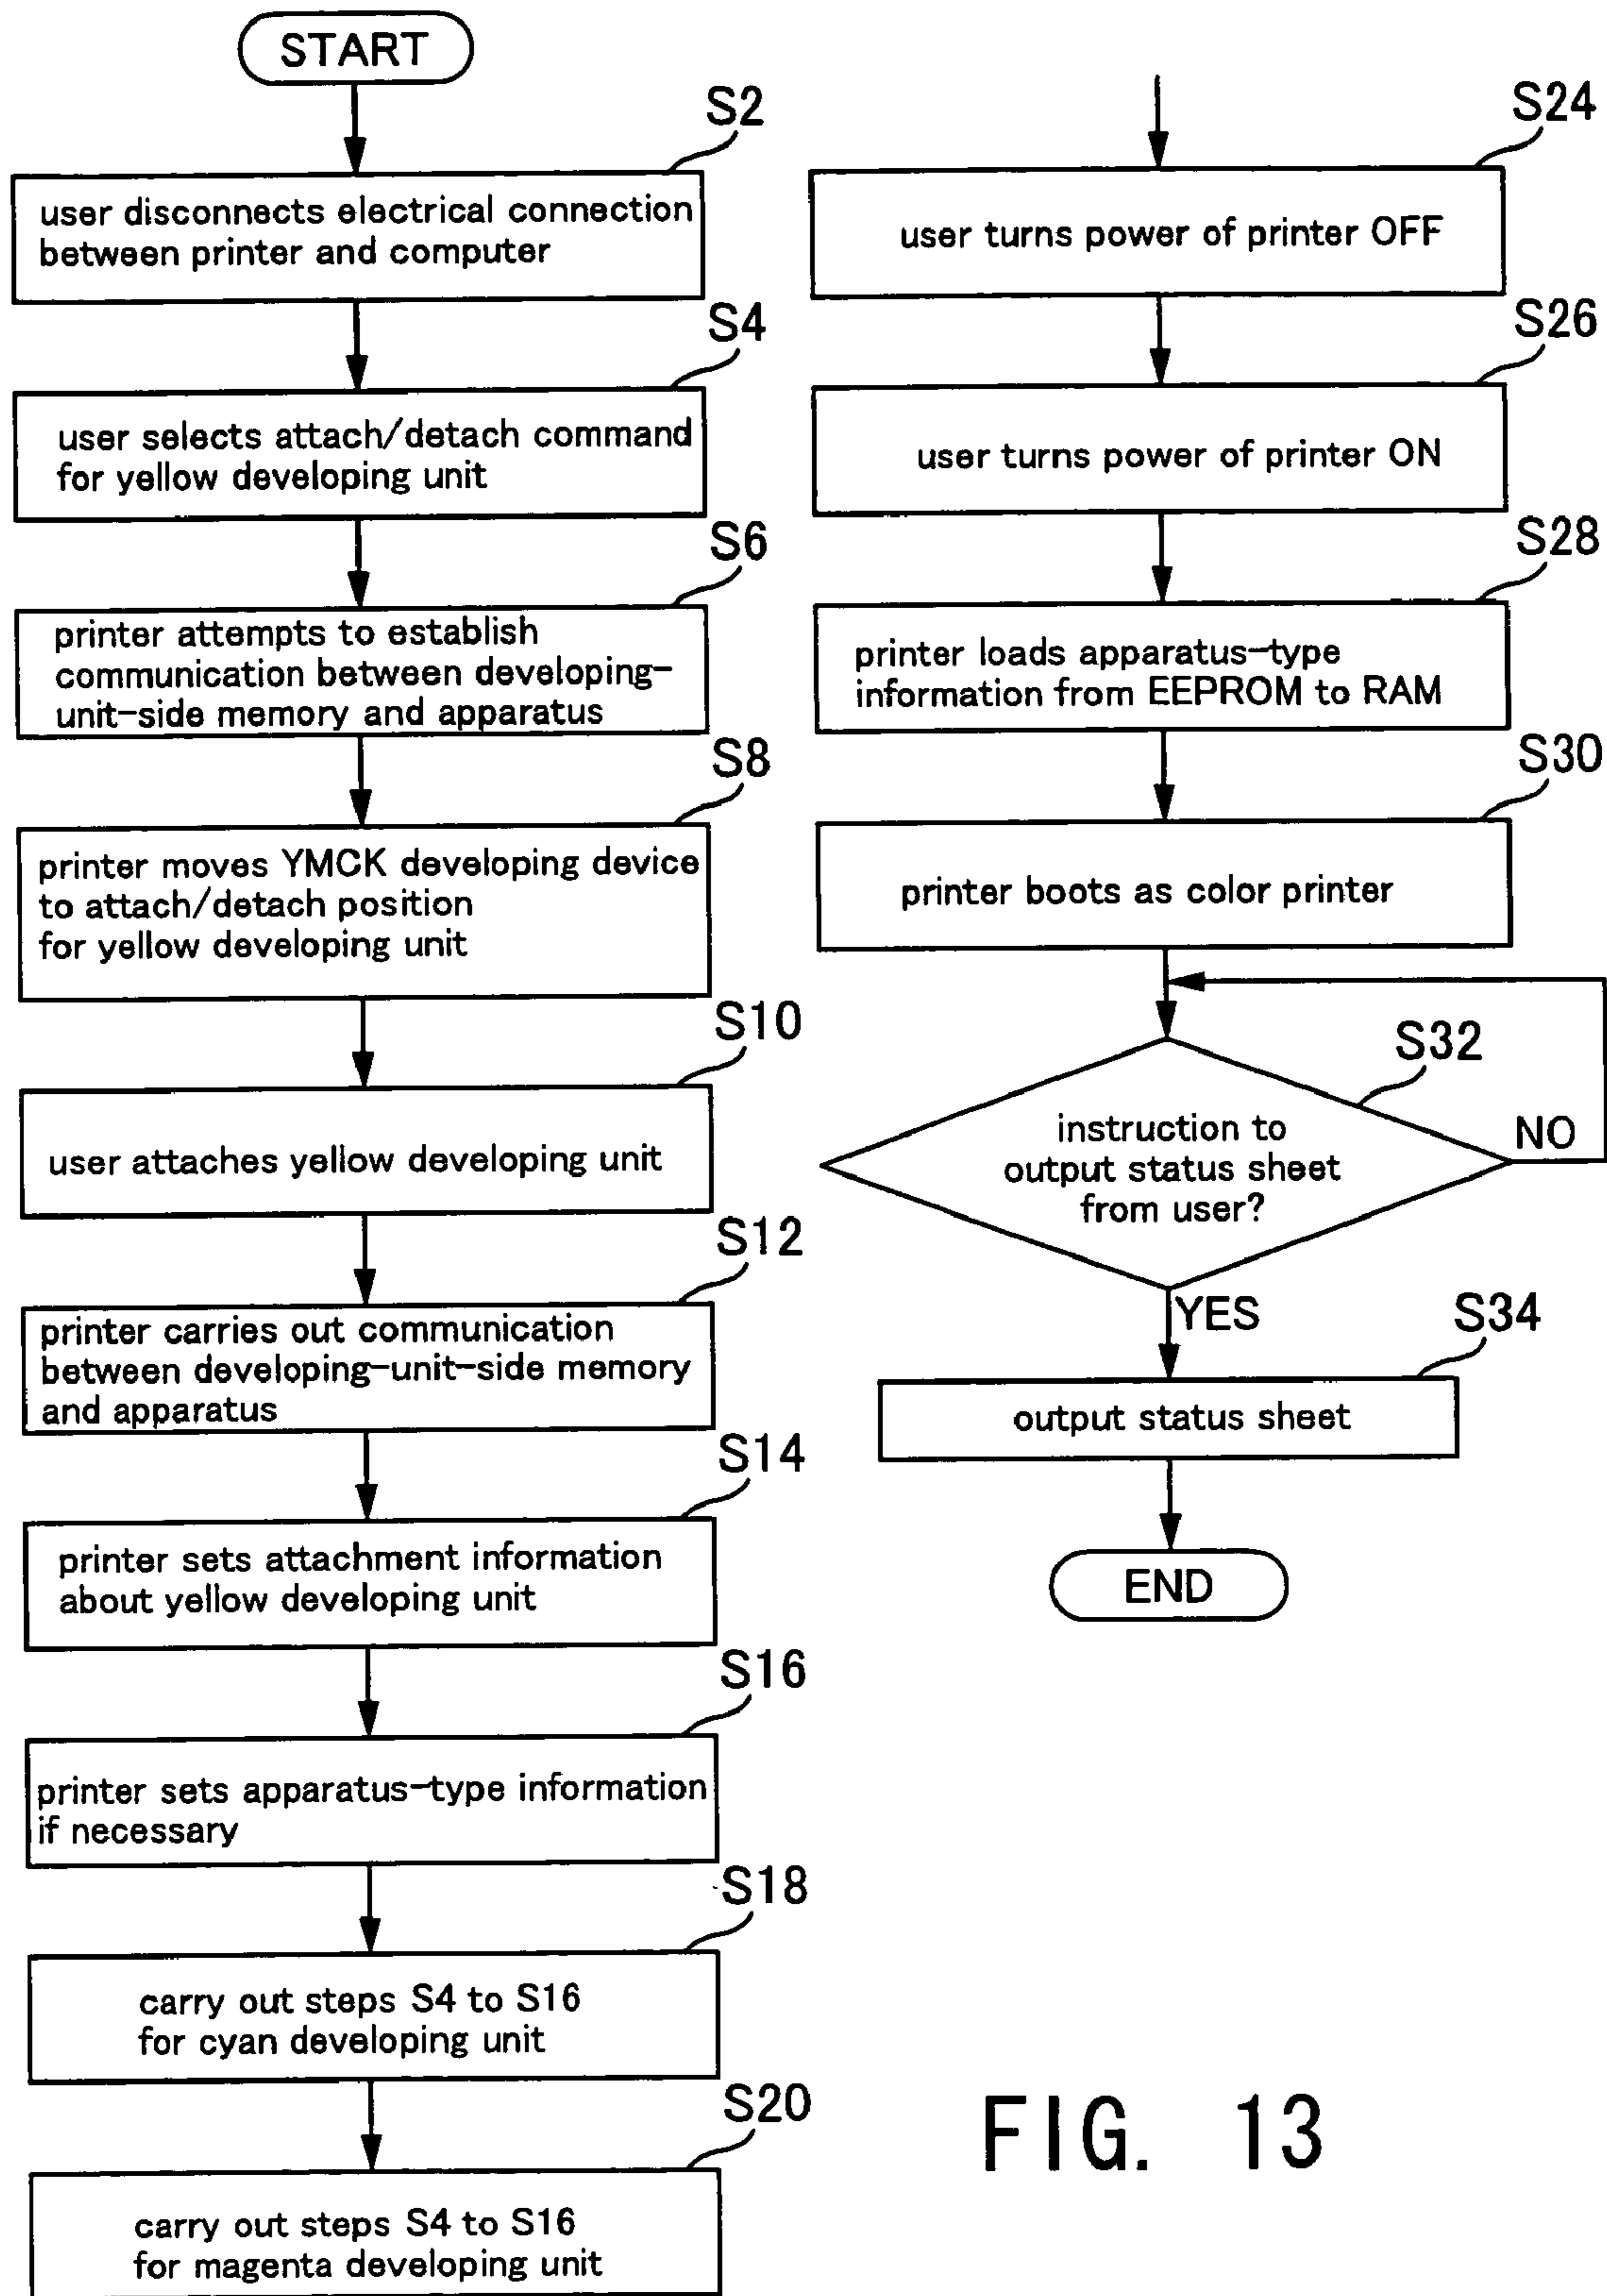 START
S2
user disconnects electrical connection
between printer and computer
S4
user selects attach/detach command
for yellow developing unit
S6
printer attempts to establish
communication between developing-
unit-side memory and apparatus
S8
printer moves YMCK developing device
to attach/detach position
for yellow developing unit
S10
user attaches yellow developing unit
S12
printer carries out communication
between developing-unit-side memory
and apparatus
S14
printer sets attachment information
about yellow developing unit
S16
printer sets apparatus-type information
if necessary
S18
carry out steps S4 to S16
for cyan developing unit
S20
carry out steps S4 to S16
for magenta developing unit
S24
user turns power of printer OFF
S26
user turns power of printer ON
S28
printer loads apparatus-type
information from EEPROM to RAM
S30
printer boots as color printer
S32
instruction to
output status sheet
from user?
NO
YES
S34
output status sheet
END
FIG. 13